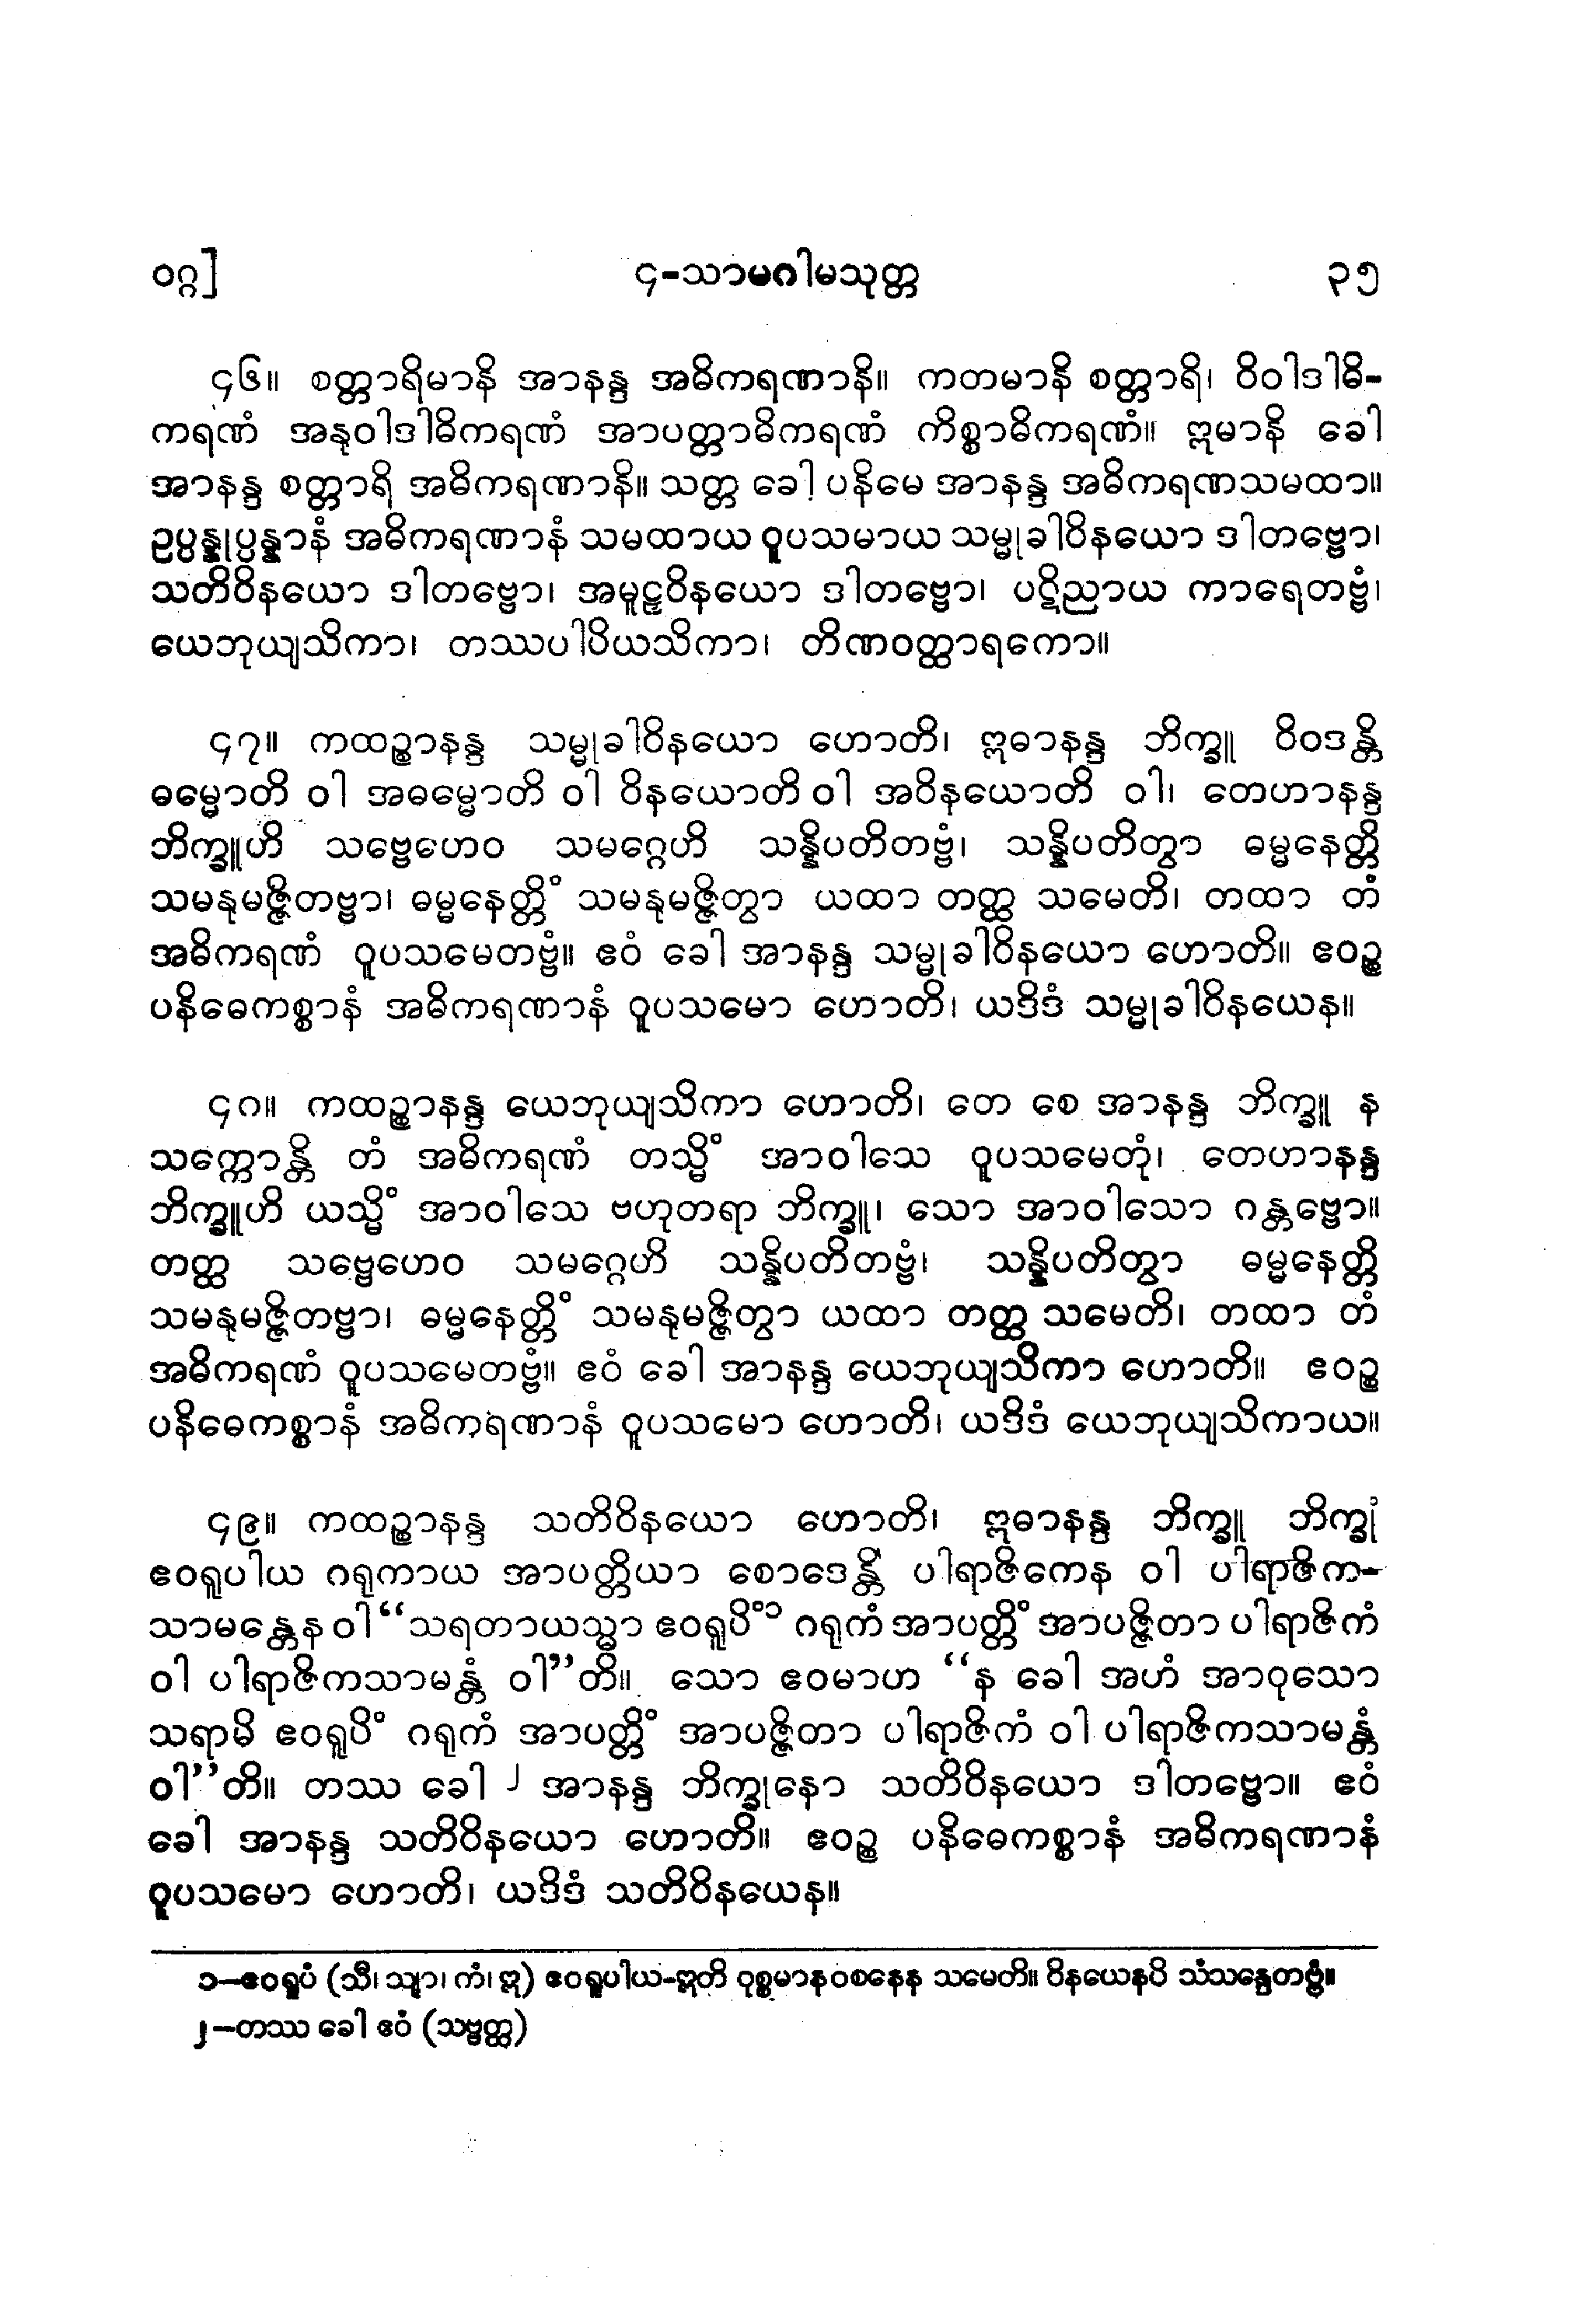 ဝဂ္ဂ]
၄-သာမဂါမသုတ္တ
၃၅
၄၆။ စတ္တာရိမာနိ အာနန္ဒ အဓိကရဏာနိ။ ကတမာနိ စတ္တာရိ၊ ဝိဝါဒါဓိ-
ကရဏံ အနုဝါဒါဓိကရဏံ အာပတ္တာဓိကရဏံ ကိစ္စာဓိကရဏံ။ ဣမာနိ ခေါ
အာနန္ဒ စတ္တာရိ အဓိကရဏာနိ။ သတ္တ ခေါ ပနိမေ အာနန္ဒ အဓိကရဏသမထာ။
ဥပ္ပန္နုပ္ပန္နာနံ အဓိကရဏာနံ သမထာယ ဝူပသမာယ သမ္မုခါဝိနယော ဒါတဗ္ဗော၊
သတိဝိနယော ဒါတဗ္ဗော၊ အမူဠှဝိနယော ဒါတဗ္ဗော၊ ပဋိညာယ ကာရေတဗ္ဗံ၊
ယေဘုယျသိကာ၊ တဿပါပိယသိကာ၊ တိဏဝတ္ထာရကော။
၄၇။ ကထဉ္စာနန္ဒ သမ္မုခါဝိနယော ဟောတိ၊ ဣဓာနန္ဒ ဘိက္ခူ ဝိဝဒန္တိ
ဓမ္မောတိ ဝါ အဓမ္မောတိ ဝါ ဝိနယောတိ ဝါ အဝိနယောတိ ဝါ၊ တေဟာနန္ဒ
ဘိက္ခူဟိ သဗ္ဗေဟေဝ သမဂ္ဂေဟိ သန္နိပတိတဗ္ဗံ၊ သန္နိပတိတွာ ဓမ္မနေတ္တိ
သမနုမဇ္ဇိတဗ္ဗာ၊ ဓမ္မနေတ္တိံ သမနုမဇ္ဇိတွာ ယထာ တတ္ထ သမေတိ၊ တထာ တံ
အဓိကရဏံ ဝူပသမေတဗ္ဗံ။ ဧဝံ ခေါ အာနန္ဒ သမ္မုခါဝိနယော ဟောတိ။ ဧဝဉ္စ
ပနိဓေကစ္စာနံ အဓိကရဏာနံ ဝူပသမော ဟောတိ၊ ယဒိဒံ သမ္မုခါဝိနယေန။
၄၈။ ကထဉ္စာနန္ဒ ယေဘုယျသိကာ ဟောတိ၊ တေ စေ အာနန္ဒ ဘိက္ခူ န
သက္ကောန္တိ တံ အဓိကရဏံ တသ္မိံ အာဝါသေ ဝူပသမေတုံ၊ တေဟာနန္ဒ
ဘိက္ခူဟိ ယသ္မိံ အာဝါသေ ဗဟုတရာ ဘိက္ခူ၊ သော အာဝါသော ဂန္တဗ္ဗော။
တတ္ထ သဗ္ဗေဟေဝ သမဂ္ဂေဟိ သန္နိပတိတဗ္ဗံ၊ သန္နိပတိတွာ ဓမ္မနေတ္တိ
သမနုမဇ္ဇိတဗ္ဗာ၊ ဓမ္မနေတ္တိံ သမနုမဇ္ဇိတွာ ယထာ တတ္ထ သမေတိ၊ တထာ တံ
အဓိကရဏံ ဝူပသမေတဗ္ဗံ။ ဧဝံ ခေါ အာနန္ဒ ယေဘုယျသိကာ ဟောတိ။ ဧဝဉ္စ
ပနိဓေကစ္စာနံ အဓိကရဏာနံ ဝူပသမော ဟောတိ၊ ယဒိဒံ ယေဘုယျသိကာယ။
၄၉။ ကထဉ္စာနန္ဒ သတိဝိနယော ဟောတိ၊ ဣဓာနန္ဒ ဘိက္ခူ ဘိက္ခုံ
ဧဝရူပါယ ဂရုကာယ အာပတ္တိယာ စောဒေန္တိ ပါရာဇိကေန ဝါ ပါရာဇိက-
သာမန္တေန ဝါ “သရတာယသ္မာ ဧဝရူပိံ ၁ ဂရုကံ အာပတ္တိံ အာပဇ္ဇိတာ ပါရာဇိကံ
ဝါ ပါရာဇိကသာမန္တံ ဝါ”တိ။ သော ဧဝမာဟ “န ခေါ အဟံ အာဝုသော
သရာမိ ဧဝရူပိံ ဂရုကံ အာပတ္တိံ အာပဇ္ဇိတာ ပါရာဇိကံ ဝါ ပါရာဇိကသာမန္တံ
ဝါ”တိ။ တဿ ခေါ ၂ အာနန္ဒ ဘိက္ခုနော သတိဝိနယော ဒါတဗ္ဗော။ ဧဝံ
ခေါ အာနန္ဒ သတိဝိနယော ဟောတိ။ ဧဝဉ္စ ပနိဓေကစ္စာနံ အဓိကရဏာနံ
ဝူပသမော ဟောတိ၊ ယဒိဒံ သတိဝိနယေန။
၁–ဧဝရူပံ (သီ၊ သျာ၊ ကံ၊ ဣ) ဧဝရူပါယ-ဣတိ ဝုစ္စမာနဝစနေန သမေတိ။ ဝိနယေနပိ သံသန္ဒေတဗ္ဗံ။
၂–တဿ ခေါ ဧဝံ (သဗ္ဗတ္ထ)